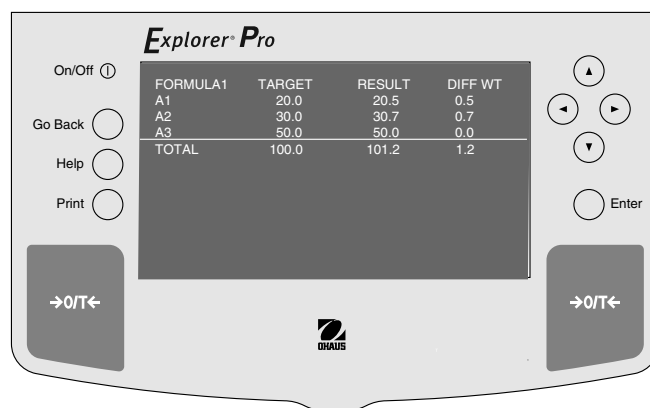 Explorer® Pro
On/Off
Go Back
Help
Print
FORMULA1 TARGET RESULT DIFF WT
A1 20.0 20.5 0.5
A2 30.0 30.7 0.7
A3 50.0 50.0 0.0
TOTAL 100.0 101.2 1.2
Enter
→0/T←
→0/T←
OHAUS